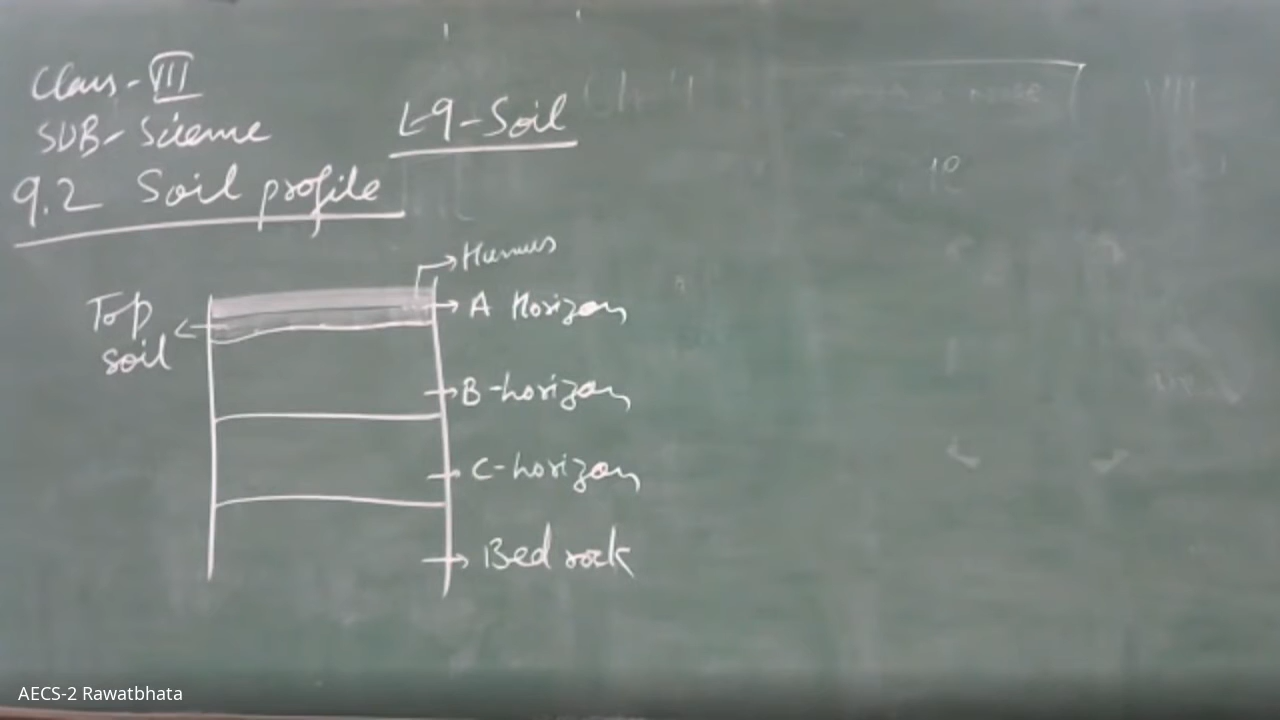 Class - VII
SUB - Science
L-9 - Soil
9.2 Soil profile
Humus
Top soil
A Horizon
B-horizon
C-horizon
Bed rock
AECS-2 Rawatbhata